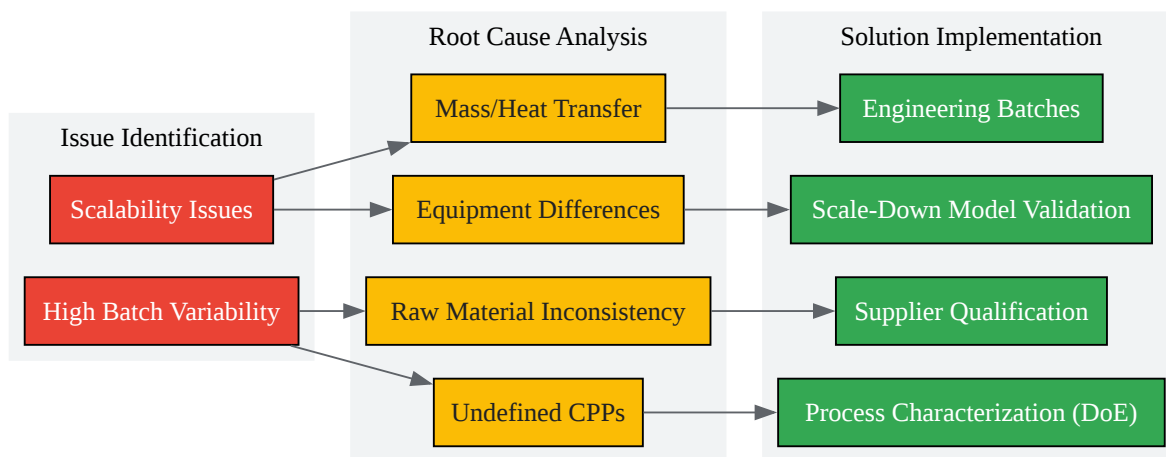 Issue Identification
Scalability Issues
High Batch Variability
Root Cause Analysis
Mass/Heat Transfer
Equipment Differences
Raw Material Inconsistency
Undefined CPPs
Solution Implementation
Engineering Batches
Scale-Down Model Validation
Supplier Qualification
Process Characterization (DoE)